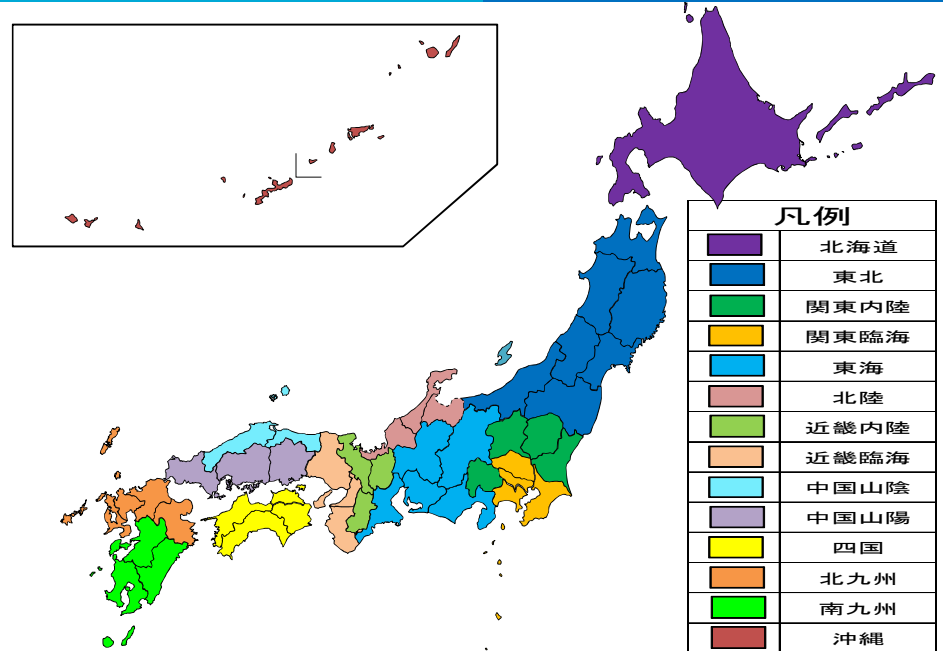 凡例
北海道
東北
関東内陸
関東臨海
東海
北陸
近畿内陸
近畿臨海
中国山陰
中国山陽
四国
北九州
南九州
沖縄